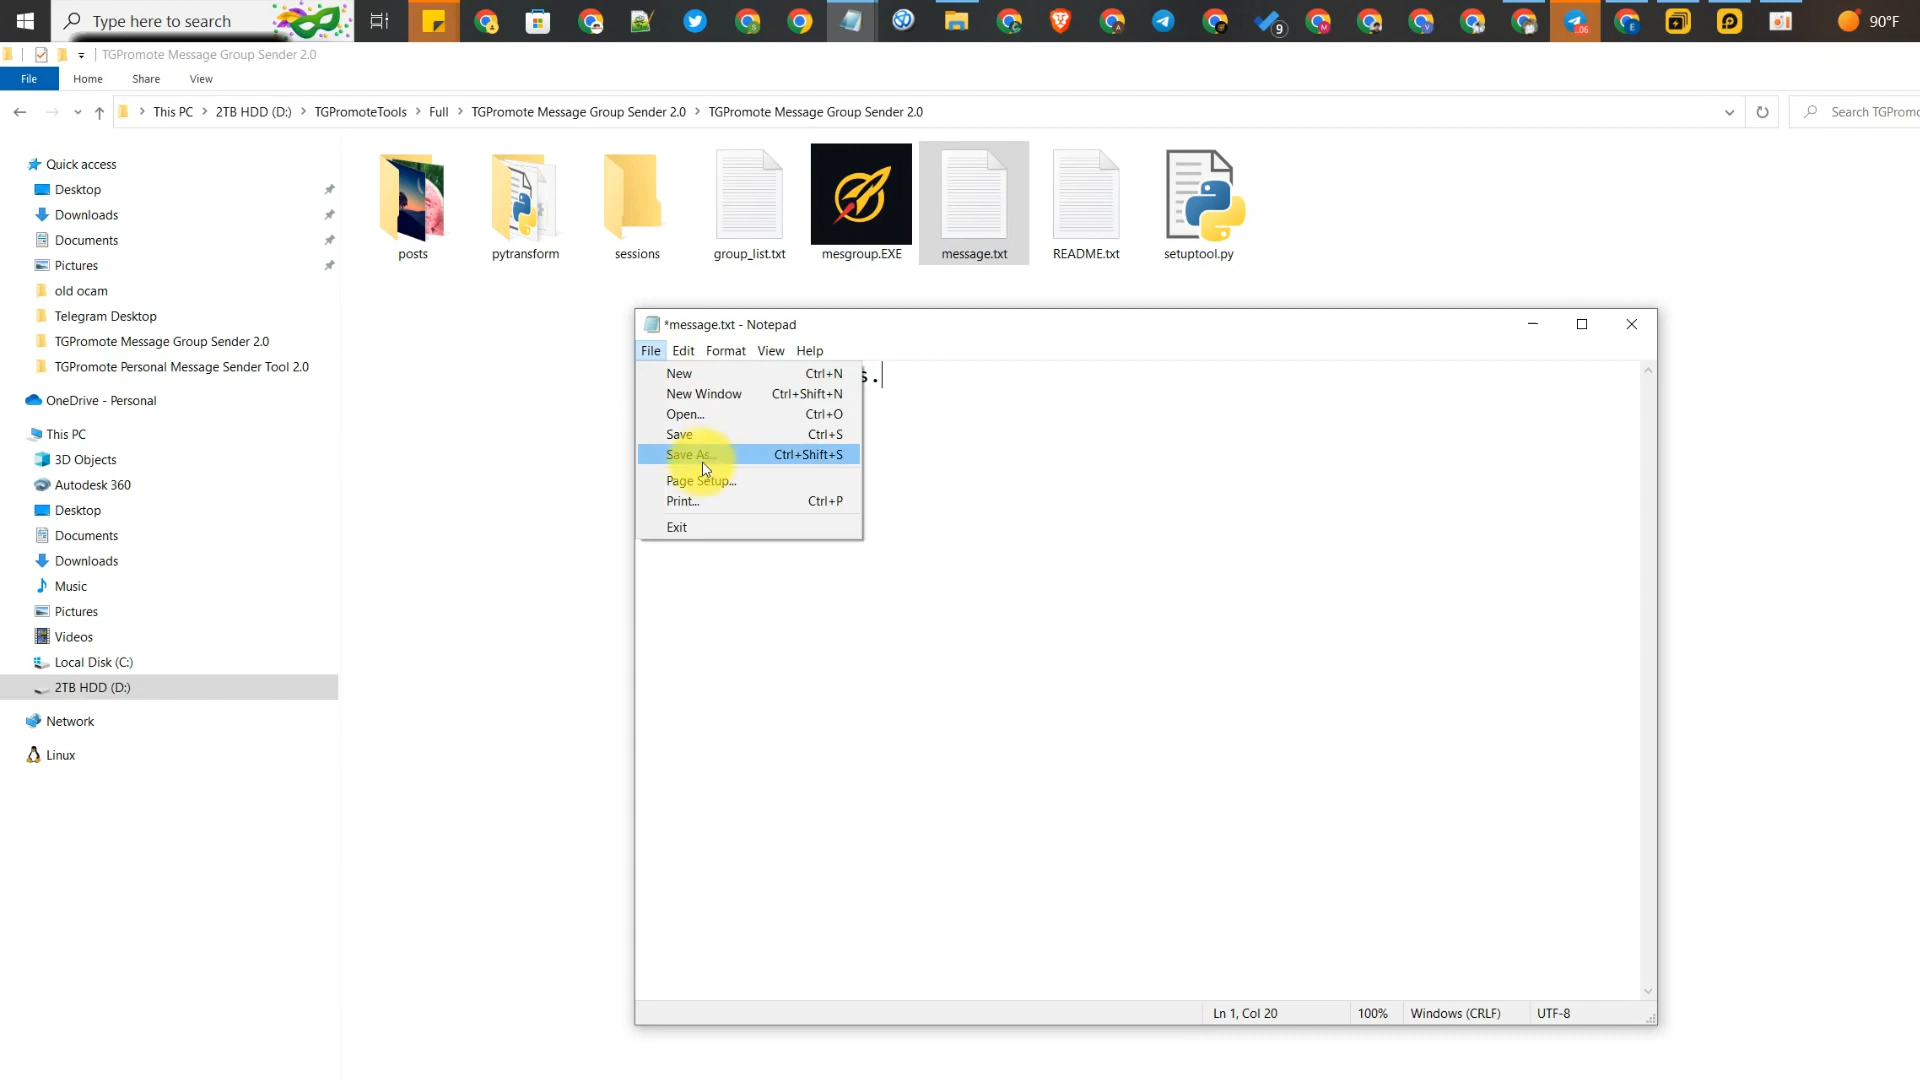 Type here to search
9
06
90°F
TGPromote Message Group Sender 2.0
File Home Share View
This PC > 2TB HDD (D:) > TGPromoteTools > Full > TGPromote Message Group Sender 2.0 > TGPromote Message Group Sender 2.0
Search TGPromo
Quick access
Desktop
Downloads
Documents
Pictures
old ocam
Telegram Desktop
TGPromote Message Group Sender 2.0
TGPromote Personal Message Sender Tool 2.0
OneDrive - Personal
This PC
3D Objects
Autodesk 360
Desktop
Documents
Downloads
Music
Pictures
Videos
Local Disk (C:)
2TB HDD (D:)
Network
Linux
posts
pytransform
sessions
group_list.txt
mesgroup.EXE
message.txt
README.txt
setuptool.py
*message.txt - Notepad
File Edit Format View Help
s.
New Ctrl+N
New Window Ctrl+Shift+N
Open... Ctrl+O
Save Ctrl+S
Save As... Ctrl+Shift+S
Page Setup...
Print... Ctrl+P
Exit
Ln 1, Col 20
100%
Windows (CRLF)
UTF-8